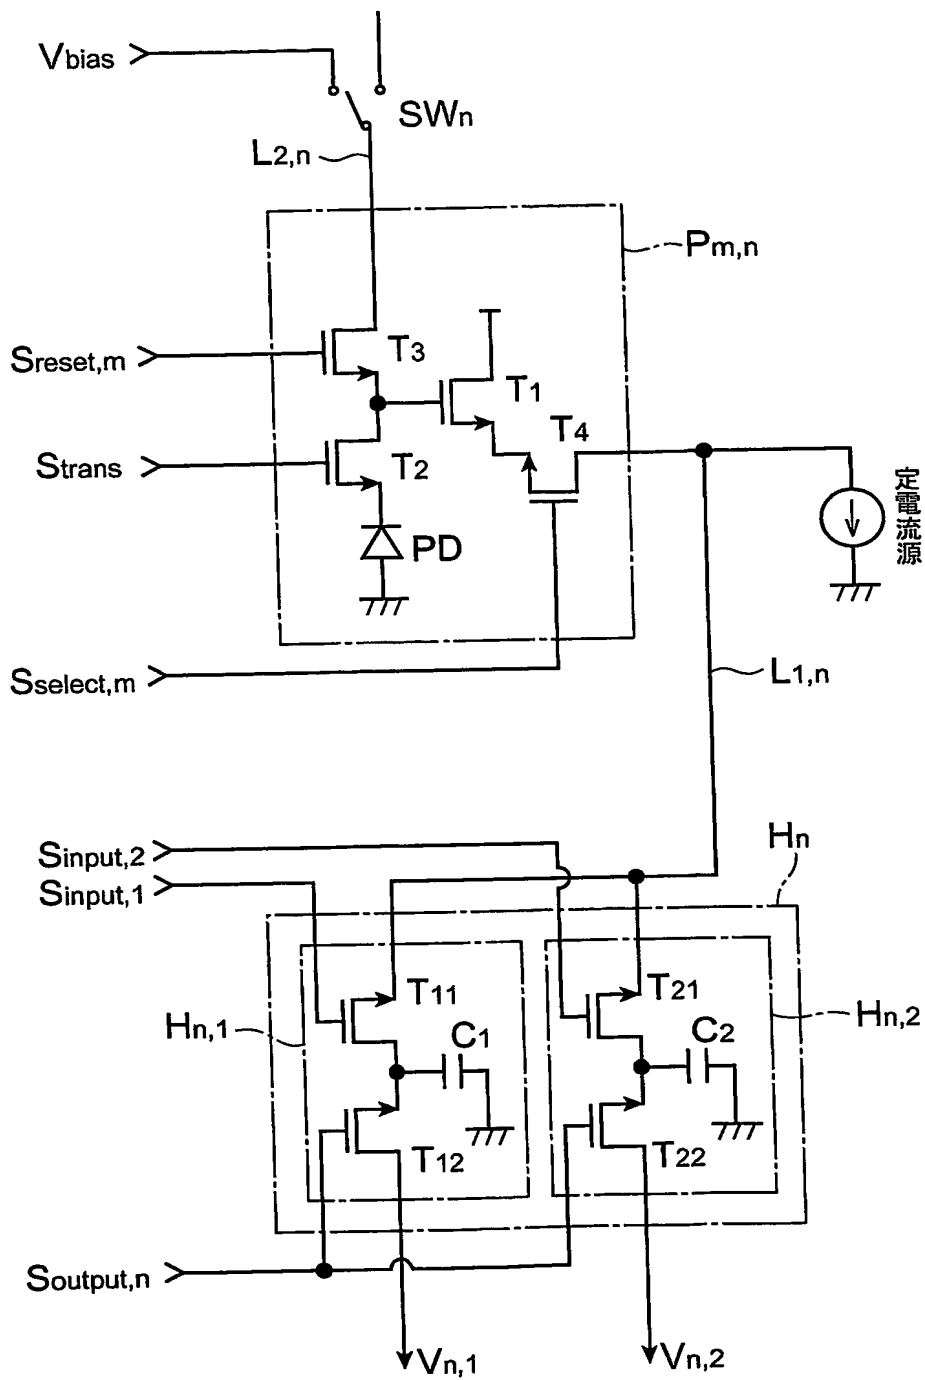 Vbias
SWn
L2,n
Pm,n
Sreset,m
T3
T1
T4
Strans
T2
定電流源
PD
Sselect,m
L1,n
Hn
Sinput,2
Sinput,1
T11
T21
Hn,1
C1
C2
Hn,2
T12
T22
Soutput,n
Vn,1
Vn,2